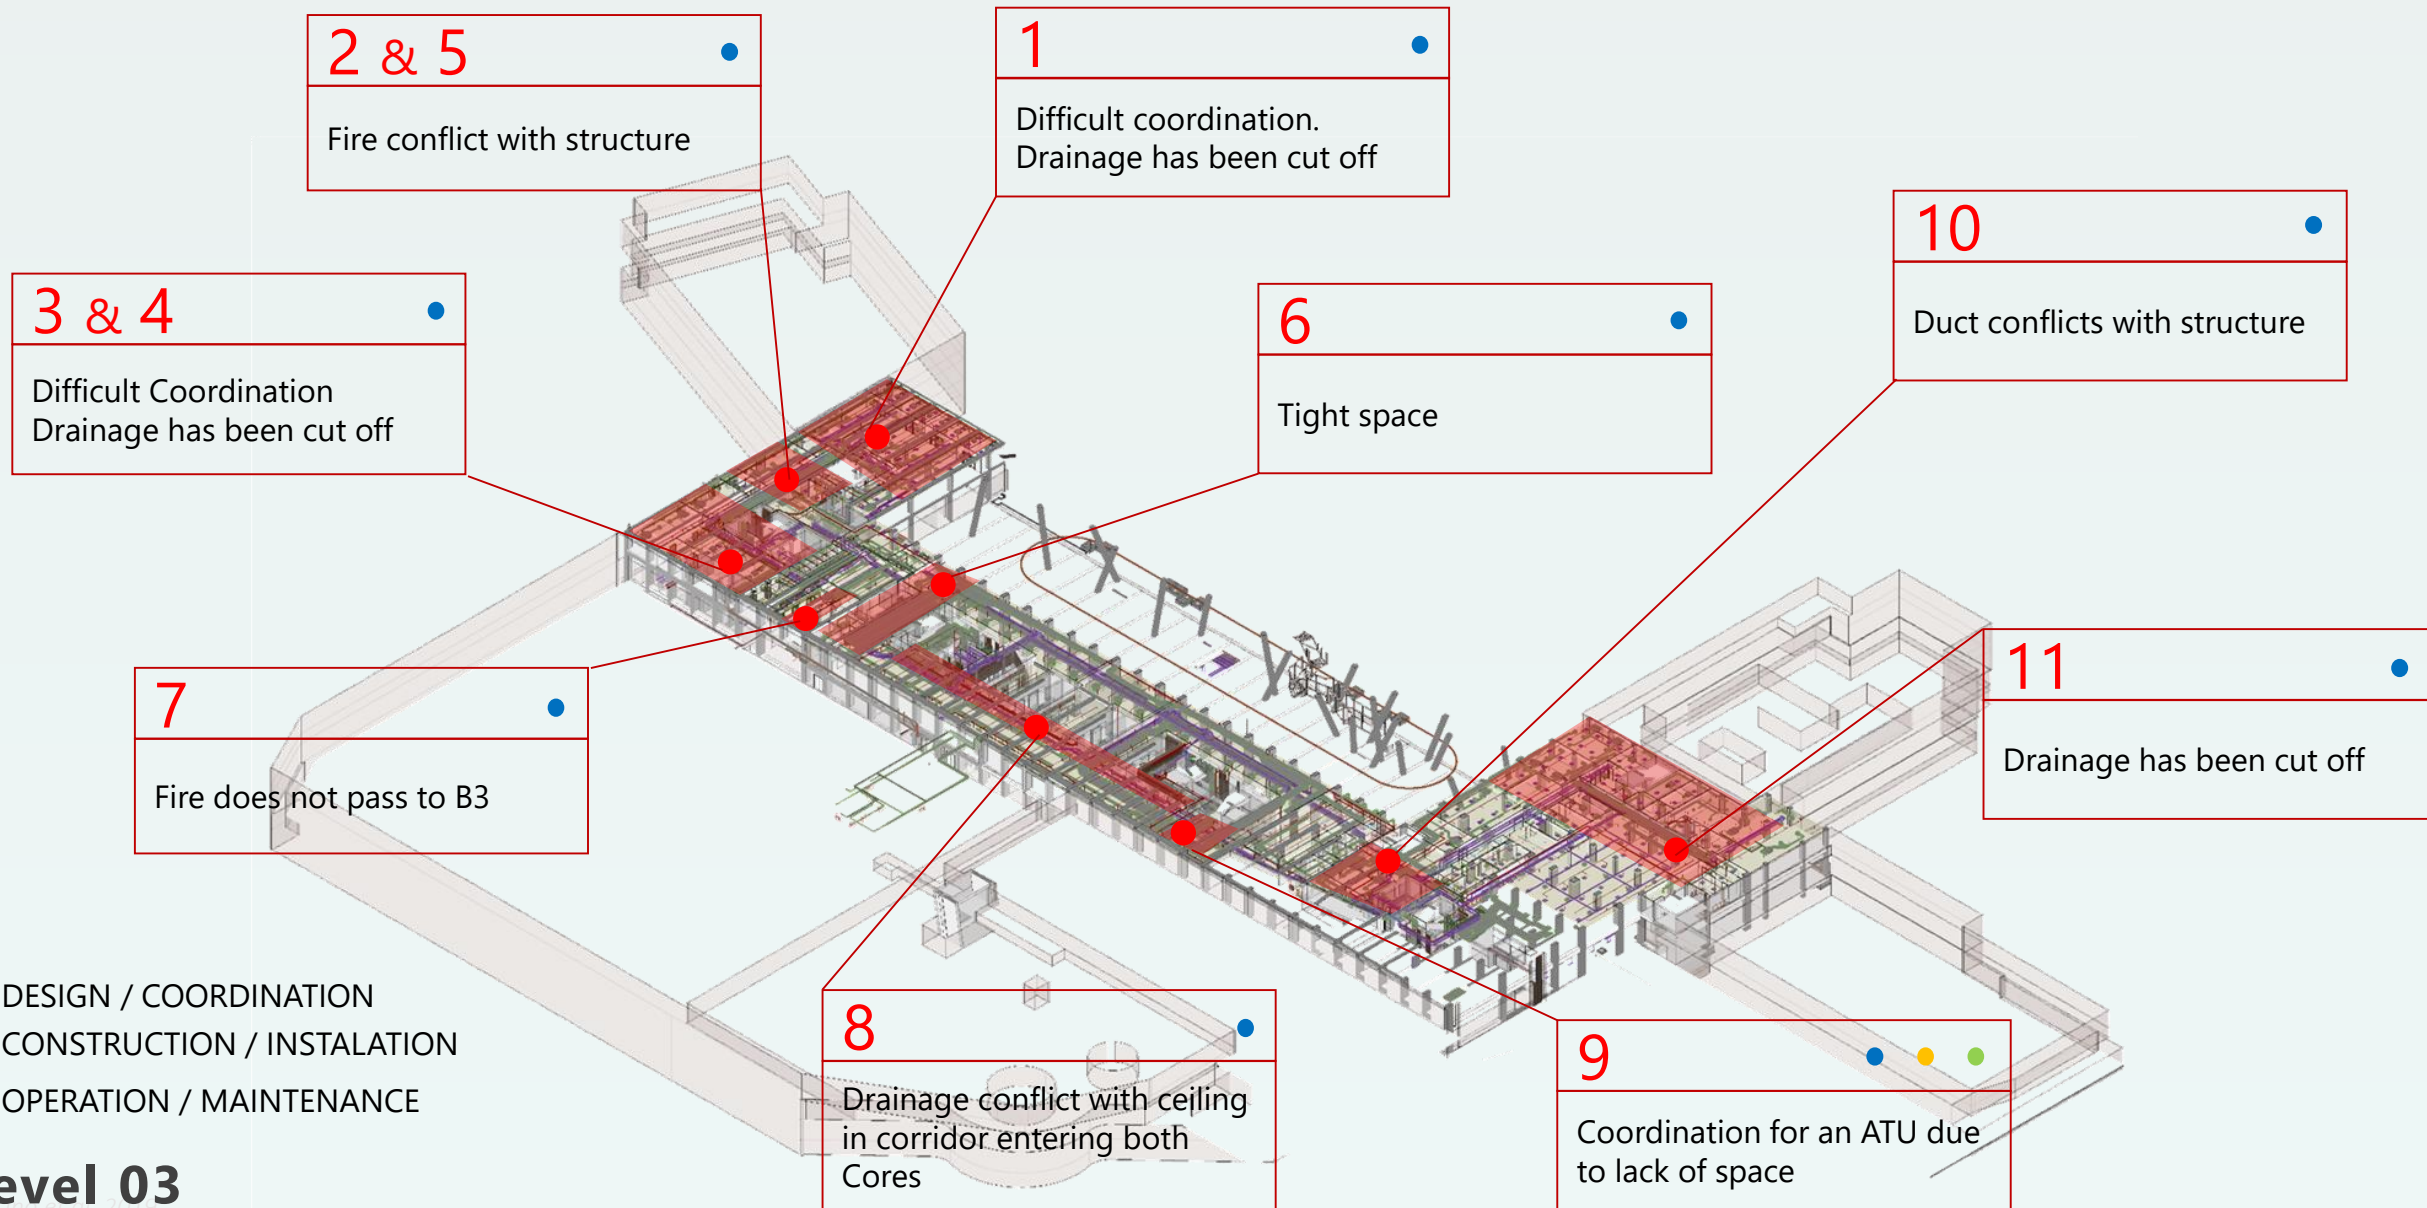 2 & 5
Fire conflict with structure
1
Difficult coordination.
Drainage has been cut off
10
Duct conflicts with structure
3 & 4
Difficult Coordination
Drainage has been cut off
6
Tight space
11
Drainage has been cut off
7
Fire does not pass to B3
8
Drainage conflict with ceiling
in corridor entering both
Cores
9
Coordination for an ATU due
to lack of space
DESIGN / COORDINATION
CONSTRUCTION / INSTALATION
OPERATION / MAINTENANCE
evel 03